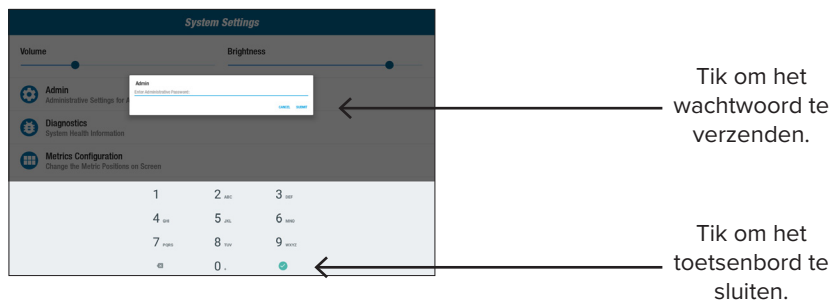 System Settings
Volume
Brightness
Admin
Administrative Settings for A
Admin
Enter Administrative Password
CANCEL SUBMIT
Diagnostics
System Health Information
Metrics Configuration
Change the Metric Positions on Screen
1 2 ABC 3 DEF
4 GHI 5 JKL 6 MNO
7 PQRS 8 TUV 9 WXYZ
0 .
Tik om het
wachtwoord te
verzenden.
Tik om het
toetsenbord te
sluiten.